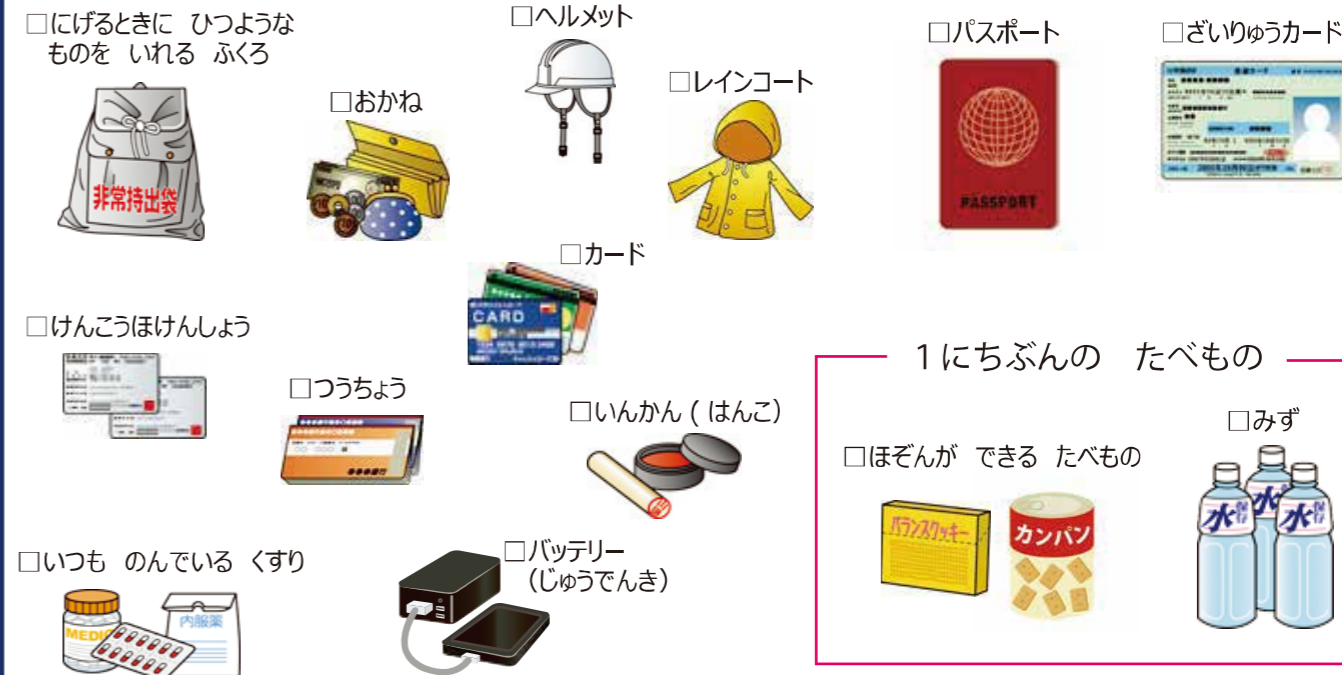 □にげるときに ひつような
ものを いれる ふくろ
非常持出袋
□おかね
□ヘルメット
□レインコート
□パスポート
PASSPORT
□ざいりゅうカード
□カード
CARD
□けんこうほけんしょう
□つうちょう
□いんかん ( はんこ)
□いつも のんでいる くすり
MEDIC
内服薬
□バッテリー
(じゅうでんき)
1にちぶんの たべもの
□ほぞんが できる たべもの
バランスクッキー
カンパン
□みず
水 保存
水
水 保存